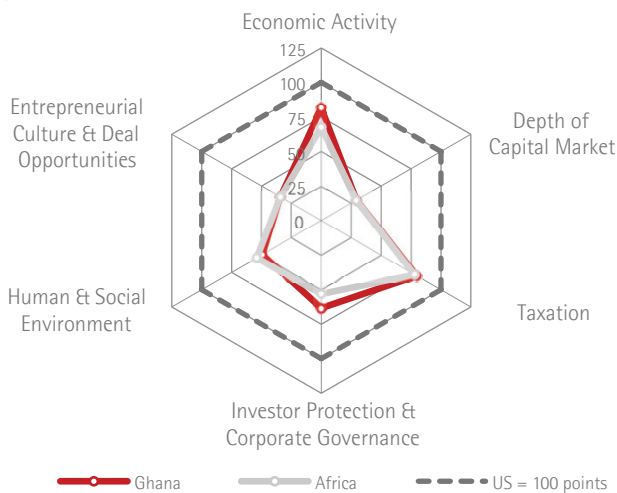 Economic Activity
125
100
75
50
25
0
Entrepreneurial
Culture & Deal
Opportunities
Depth of
Capital Market
Human & Social
Environment
Taxation
Investor Protection &
Corporate Governance
Ghana
Africa
US = 100 points